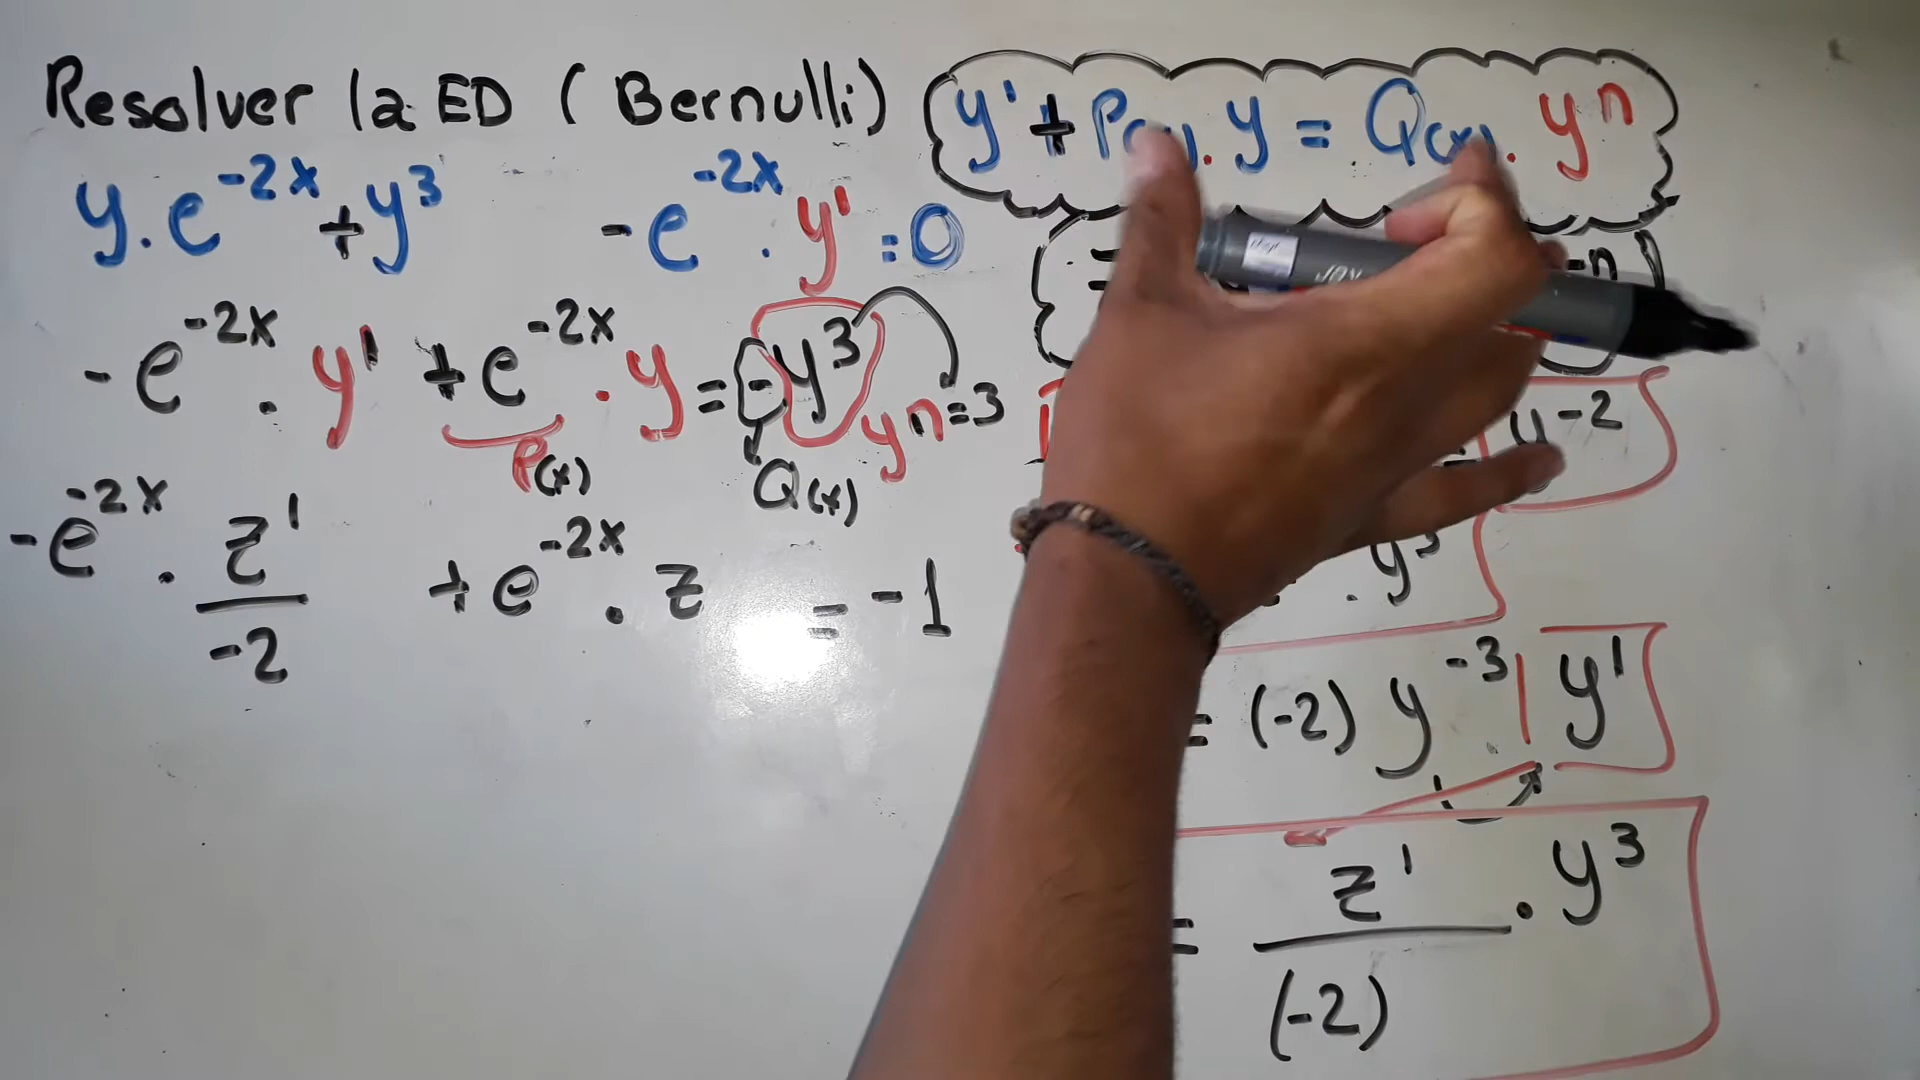 Resolver la ED (Bernulli)
y' + P(x) . y = Q(x) . yⁿ
y . e⁻²ˣ + y³ - e⁻²ˣ . y' = 0
- e⁻²ˣ . y' + e⁻²ˣ . y = - y³
yn = 3
P(x)
Q(x)
- e⁻²ˣ . z' / -2 + e⁻²ˣ . z = -1
-n
y⁻²
. y³
= (-2) y⁻³ . y'
= z' / (-2) . y³